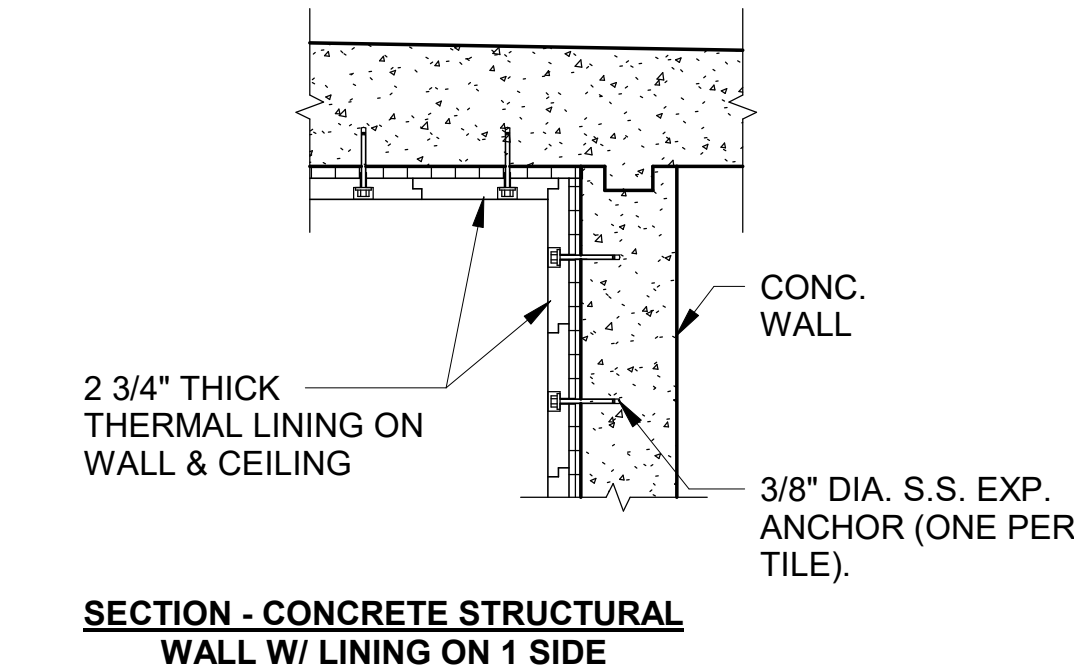 CONC.
WALL
2 3/4" THICK
THERMAL LINING ON
WALL & CEILING
3/8" DIA. S.S. EXP.
ANCHOR (ONE PER
TILE).
SECTION - CONCRETE STRUCTURAL
WALL W/ LINING ON 1 SIDE